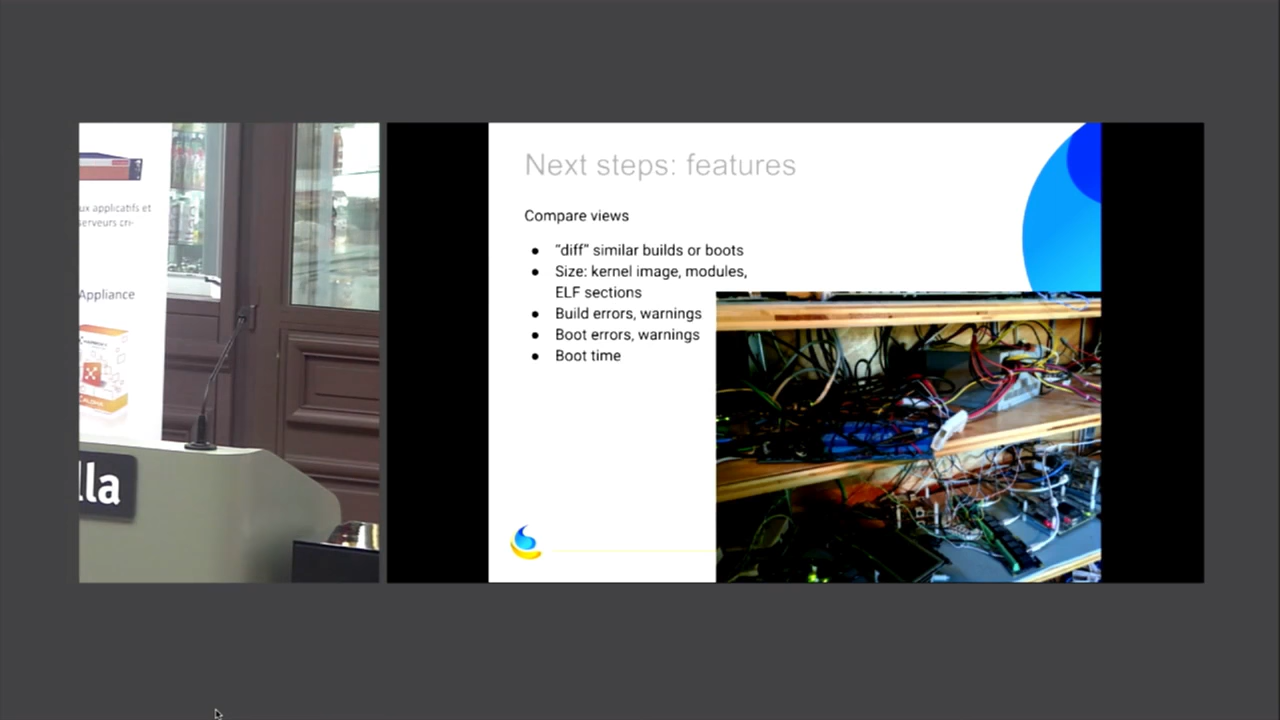 ux applicatifs et
serveurs cri-
Appliance
lla
Next steps: features
Compare views
● "diff" similar builds or boots
● Size: kernel image, modules,
ELF sections
● Build errors, warnings
● Boot errors, warnings
● Boot time